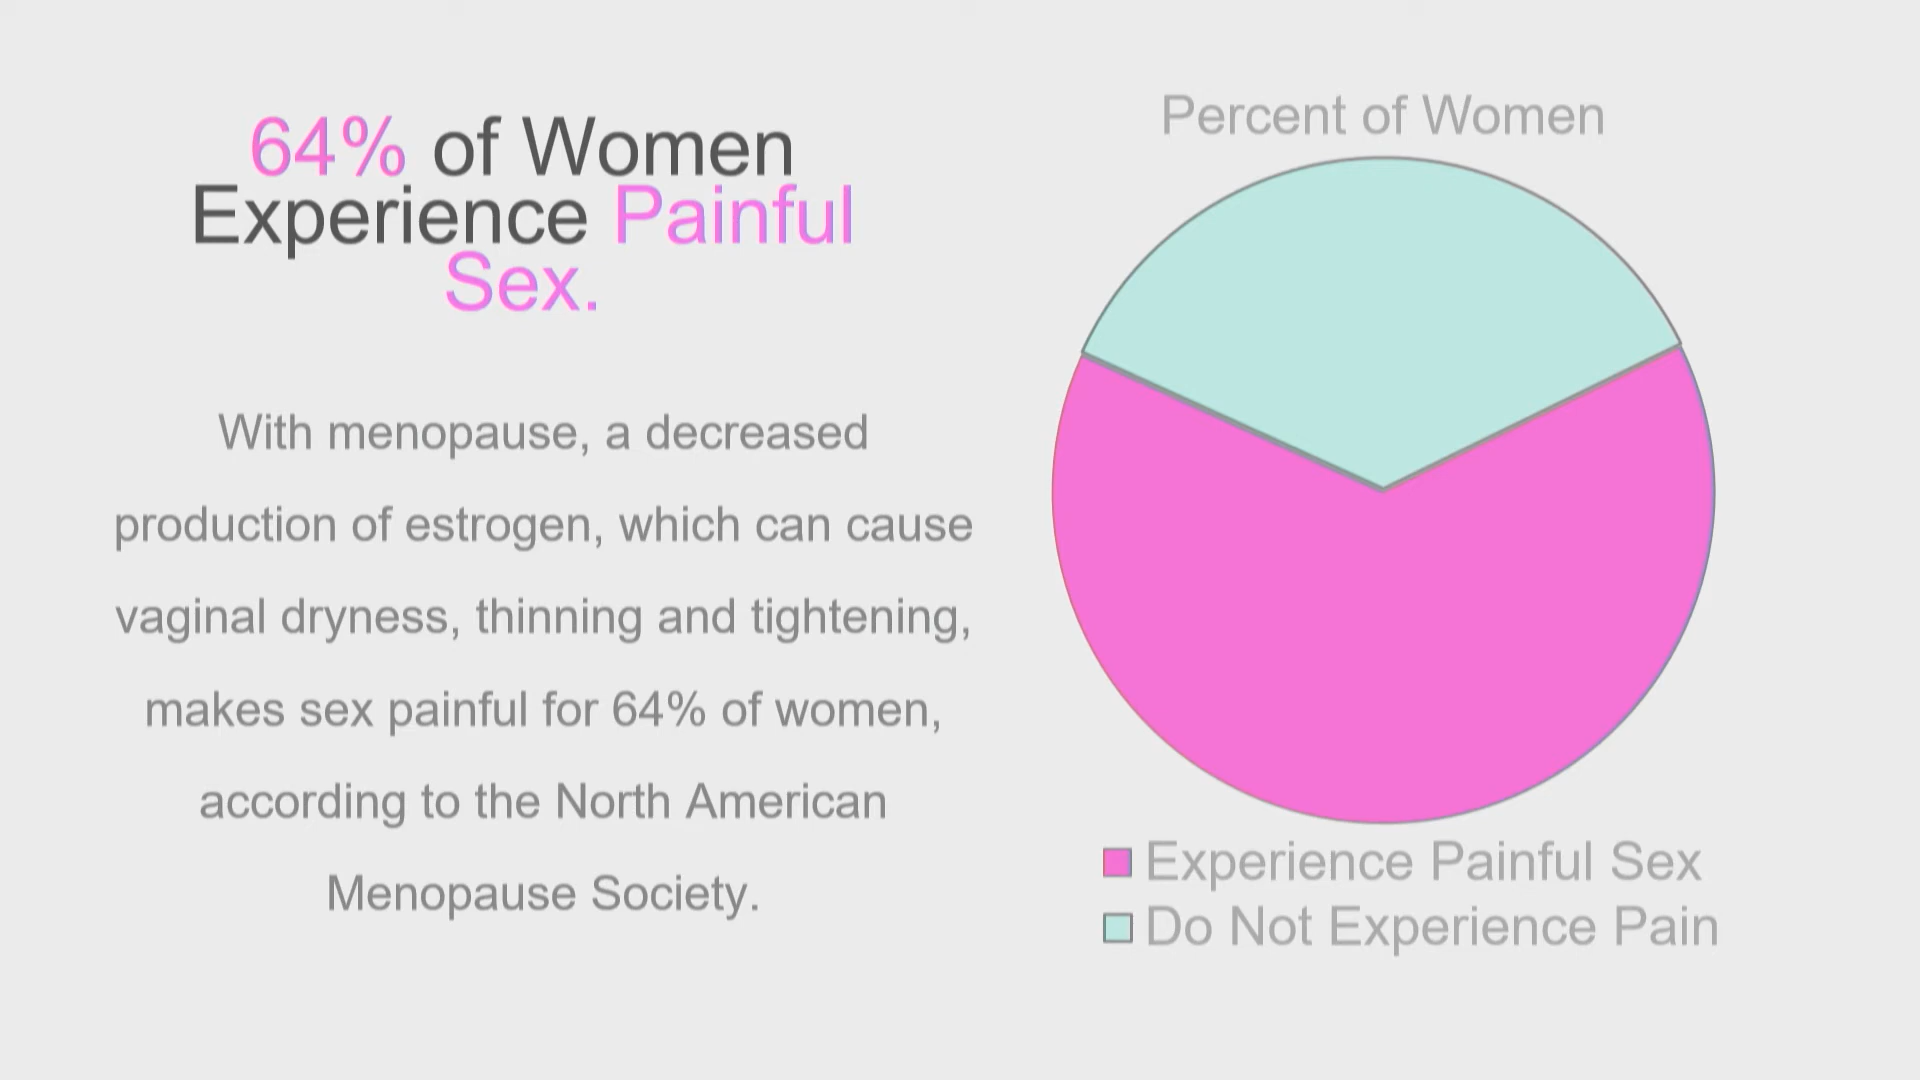 64% of Women
Experience Painful
Sex.
With menopause, a decreased
production of estrogen, which can cause
vaginal dryness, thinning and tightening,
makes sex painful for 64% of women,
according to the North American
Menopause Society.
Percent of Women
Experience Painful Sex
Do Not Experience Pain